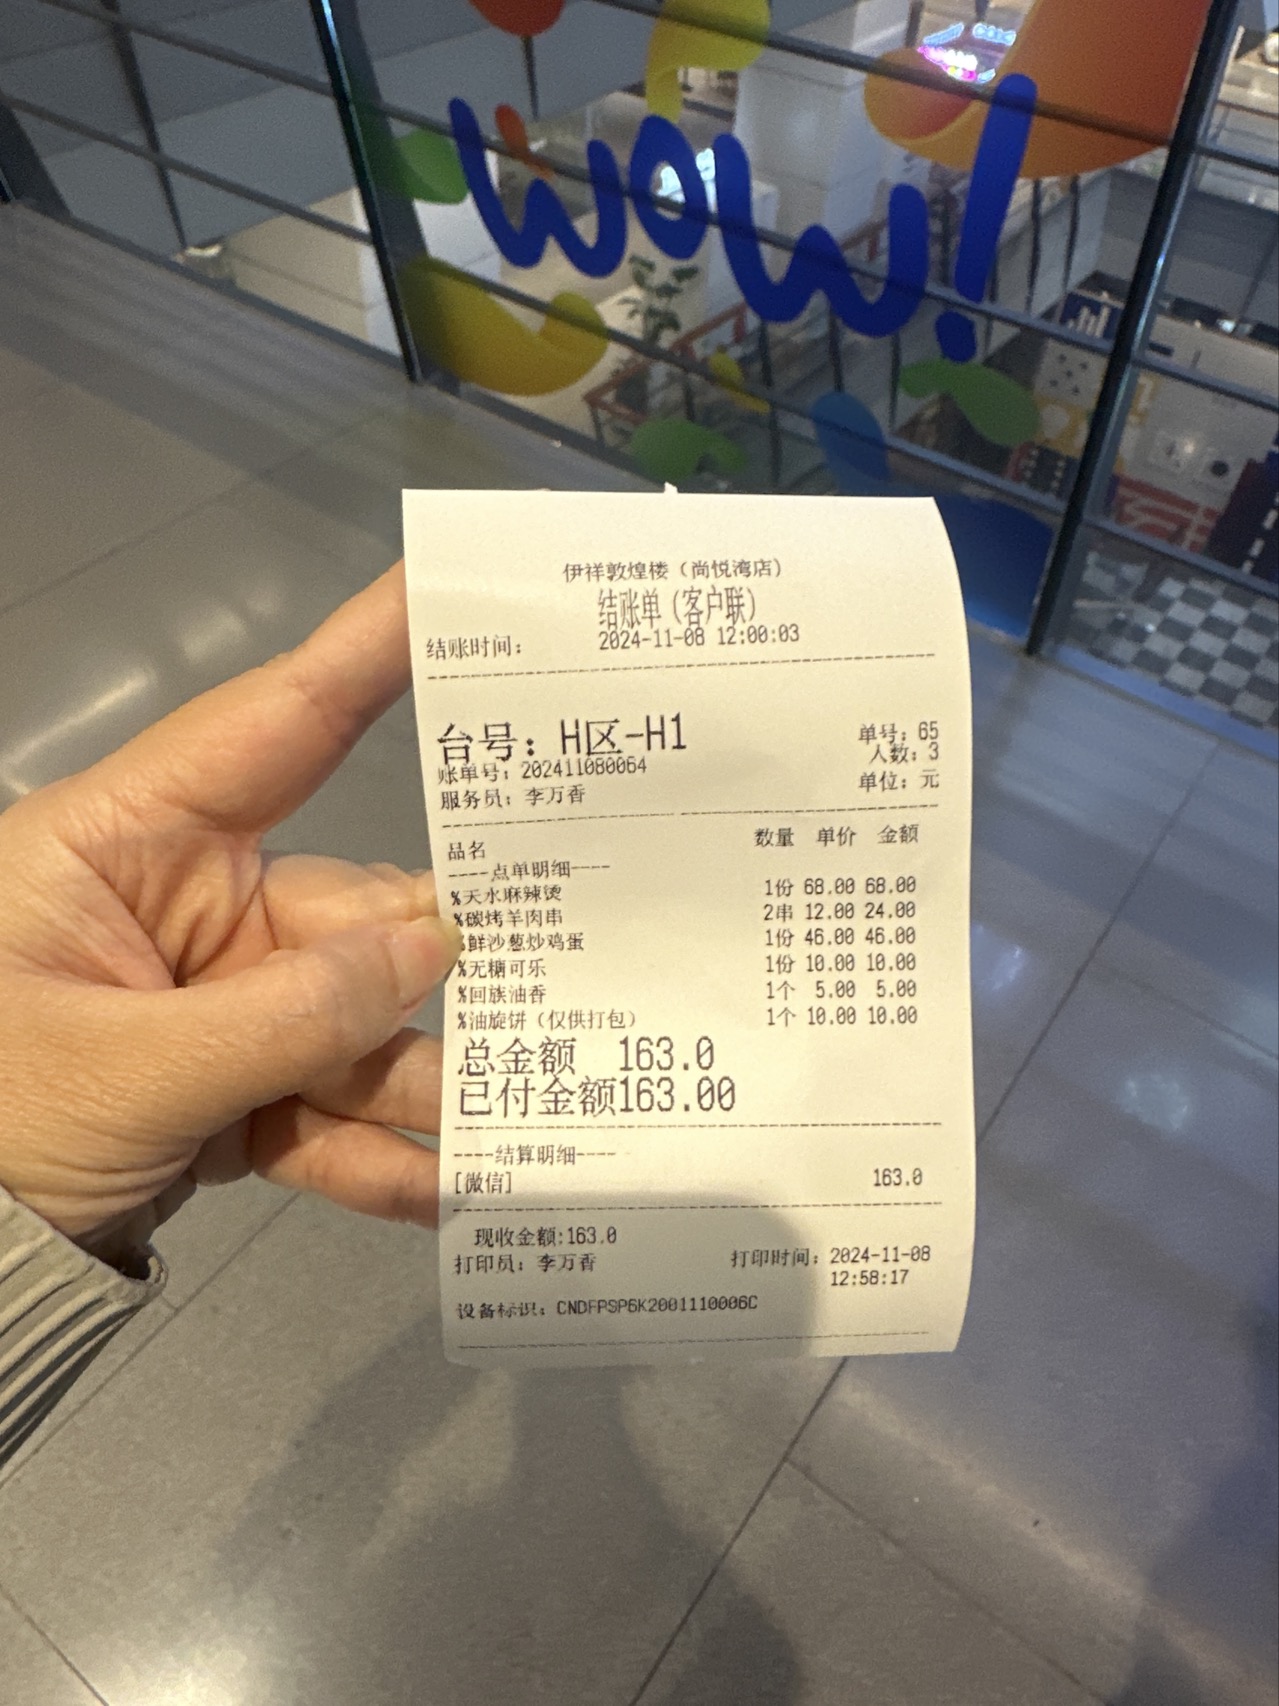 wow!
伊祥敦煌楼（尚悦湾店）
结账单（客户联）
结账时间： 2024-11-08 12:00:03
台号：H区-H1 单号：65
人数：3
账单号：202411080064
服务员：李万香 单位：元
品名 数量 单价 金额
----点单明细----
%天水麻辣烫 1份 68.00 68.00
%碳烤羊肉串 2串 12.00 24.00
%鲜沙葱炒鸡蛋 1份 46.00 46.00
%无糖可乐 1份 10.00 10.00
%回族油香 1个 5.00 5.00
%油旋饼（仅供打包） 1个 10.00 10.00
总金额 163.0
已付金额163.00
----结算明细----
[微信] 163.0
现收金额:163.0
打印员：李万香 打印时间：2024-11-08
12:58:17
设备标识：CNDFPSP6K2001110006C